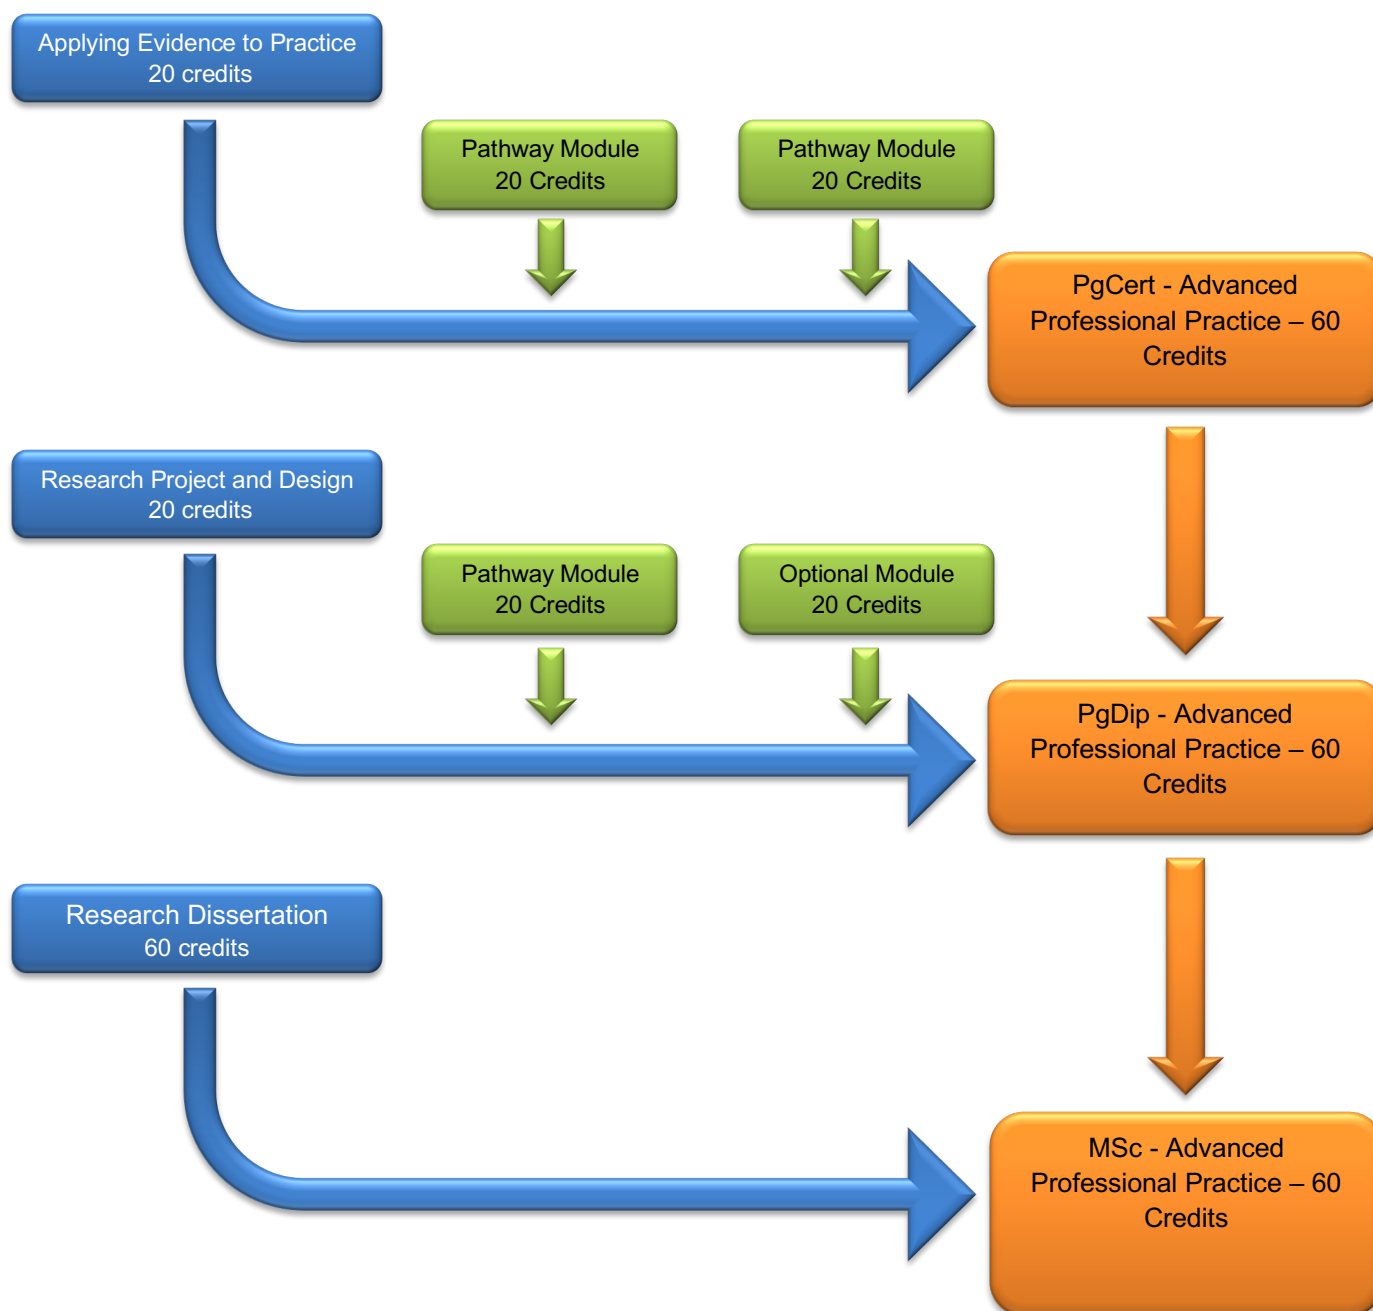 Applying Evidence to Practice
20 credits
Pathway Module
20 Credits
Pathway Module
20 Credits
PgCert - Advanced
Professional Practice – 60
Credits
Research Project and Design
20 credits
Pathway Module
20 Credits
Optional Module
20 Credits
PgDip - Advanced
Professional Practice – 60
Credits
Research Dissertation
60 credits
MSc - Advanced
Professional Practice – 60
Credits